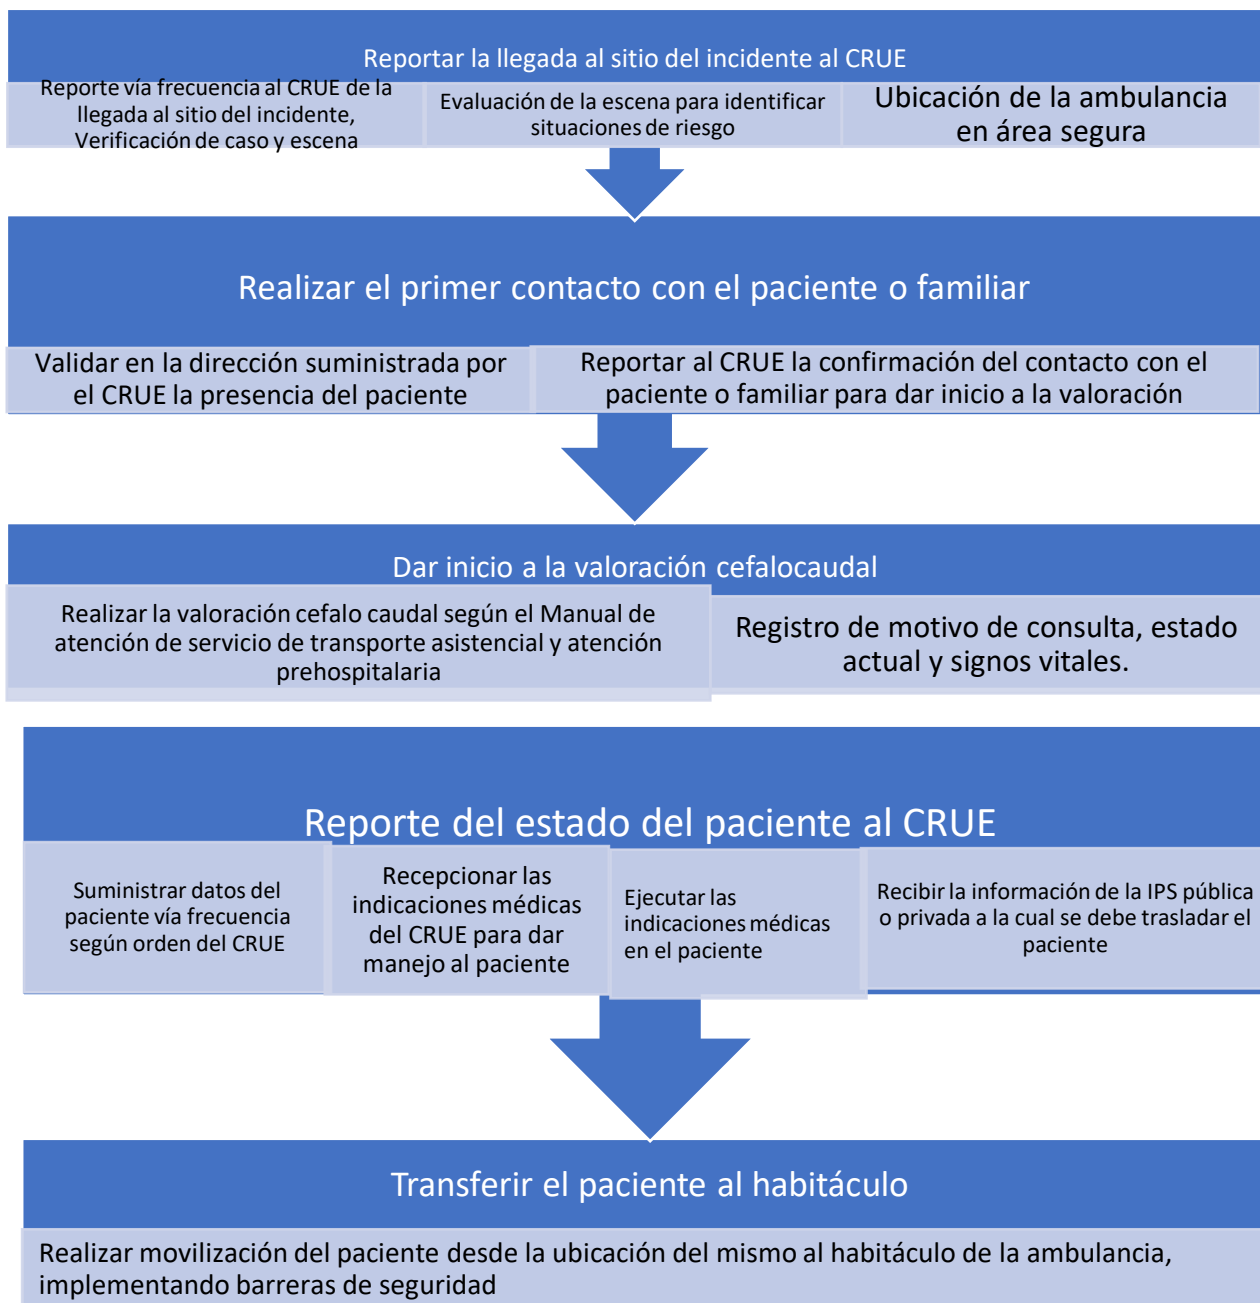 Reportar la llegada al sitio del incidente al CRUE
Reporte vía frecuencia al CRUE de la
llegada al sitio del incidente,
Verificación de caso y escena
Evaluación de la escena para identificar
situaciones de riesgo
Ubicación de la ambulancia
en área segura
Realizar el primer contacto con el paciente o familiar
Validar en la dirección suministrada por
el CRUE la presencia del paciente
Reportar al CRUE la confirmación del contacto con el
paciente o familiar para dar inicio a la valoración
Dar inicio a la valoración cefalocaudal
Realizar la valoración cefalo caudal según el Manual de
atención de servicio de transporte asistencial y atención
prehospitalaria
Registro de motivo de consulta, estado
actual y signos vitales.
Reporte del estado del paciente al CRUE
Suministrar datos del
paciente vía frecuencia
según orden del CRUE
Recepcionar las
indicaciones médicas
del CRUE para dar
manejo al paciente
Ejecutar las
indicaciones médicas
en el paciente
Recibir la información de la IPS pública
o privada a la cual se debe trasladar el
paciente
Transferir el paciente al habitáculo
Realizar movilización del paciente desde la ubicación del mismo al habitáculo de la ambulancia,
implementando barreras de seguridad